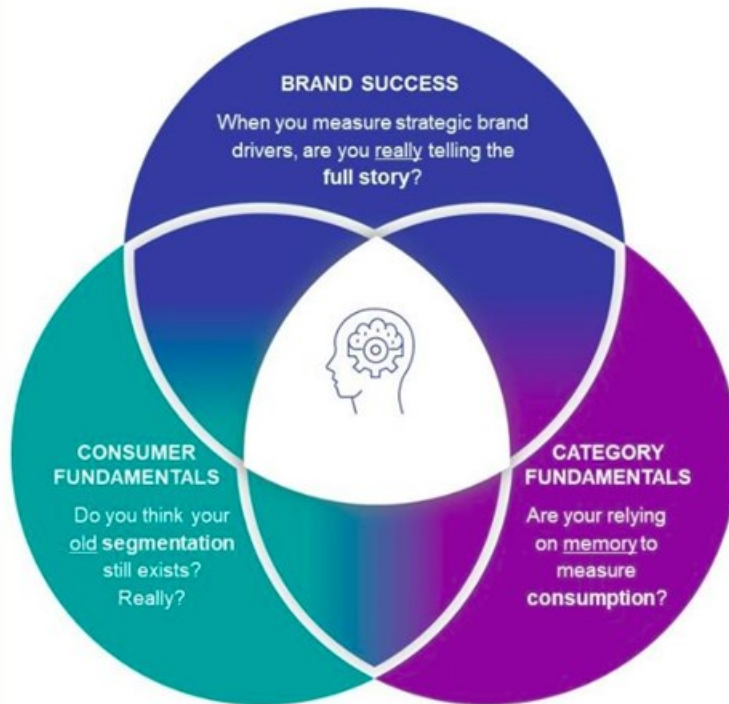 BRAND SUCCESS
When you measure strategic brand
drivers, are you really telling the
full story?
CONSUMER
FUNDAMENTALS
Do you think your
old segmentation
still exists?
Really?
CATEGORY
FUNDAMENTALS
Are your relying
on memory to
measure
consumption?